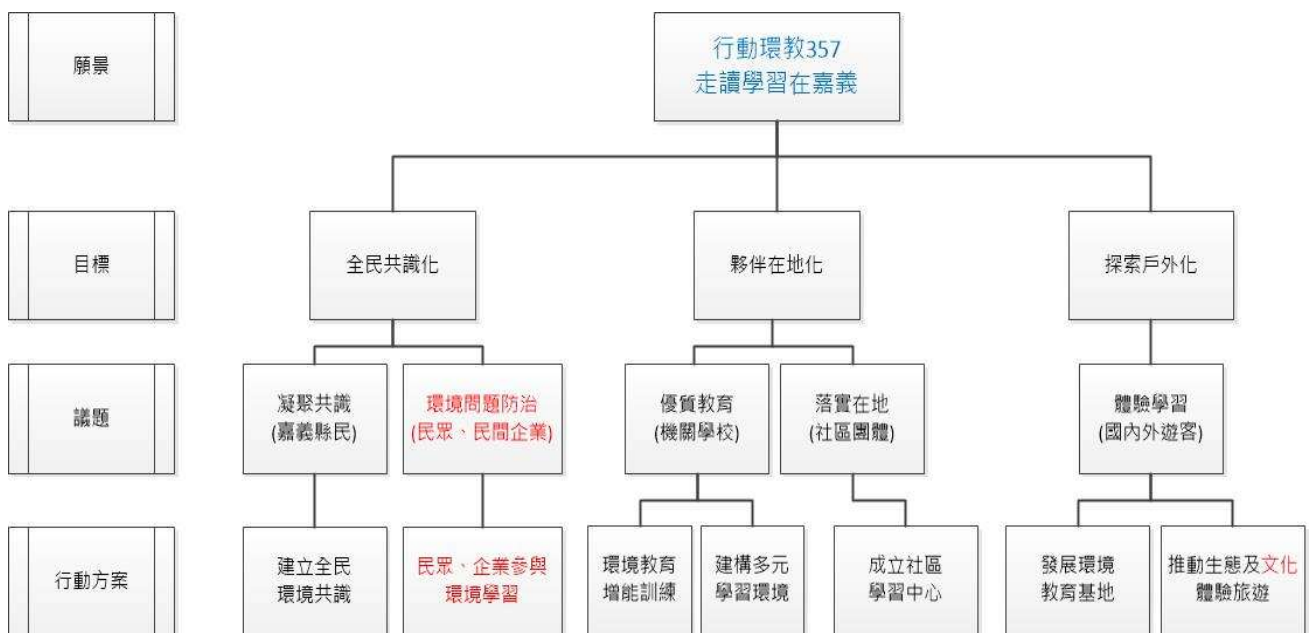 願景
行動環教357
走讀學習在嘉義
目標
全民共識化
夥伴在地化
探索戶外化
議題
凝聚共識
(嘉義縣民)
環境問題防治
(民眾、民間企業)
優質教育
(機關學校)
落實在地
(社區團體)
體驗學習
(國內外遊客)
行動方案
建立全民
環境共識
民眾、企業參與
環境學習
環境教育
增能訓練
建構多元
學習環境
成立社區
學習中心
發展環境
教育基地
推動生態及文化
體驗旅遊